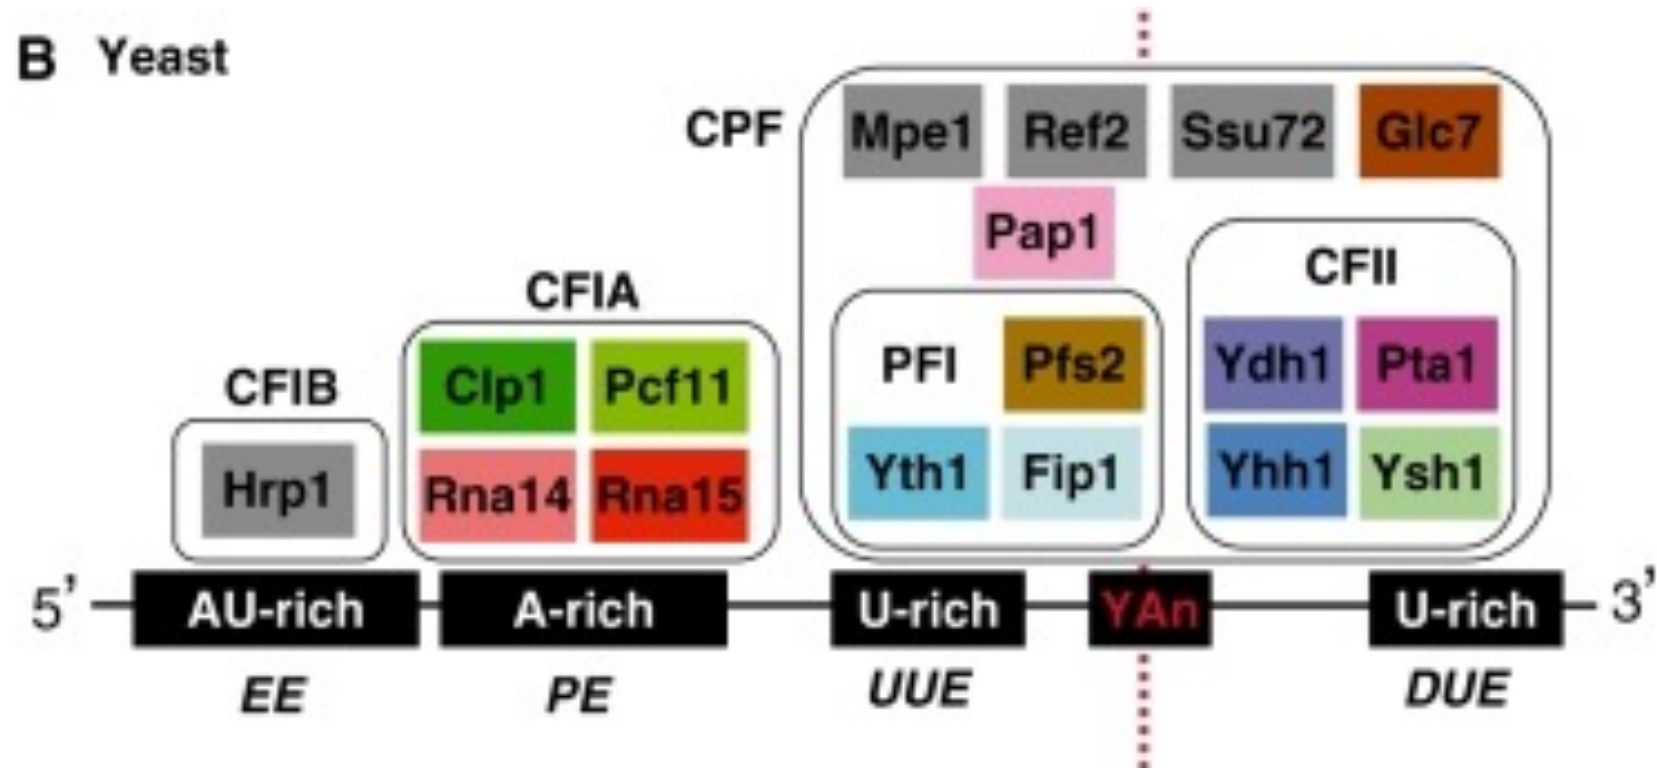 B Yeast
CPF
Mpe1 Ref2 Ssu72 Glc7
Pap1
CFII
CFIA
PFI Pfs2 Ydh1 Pta1
Clp1 Pcf11
CFIB
Yth1 Fip1 Yhh1 Ysh1
Rna14 Rna15
Hrp1
5’ AU-rich A-rich U-rich YAn U-rich 3’
EE PE UUE DUE